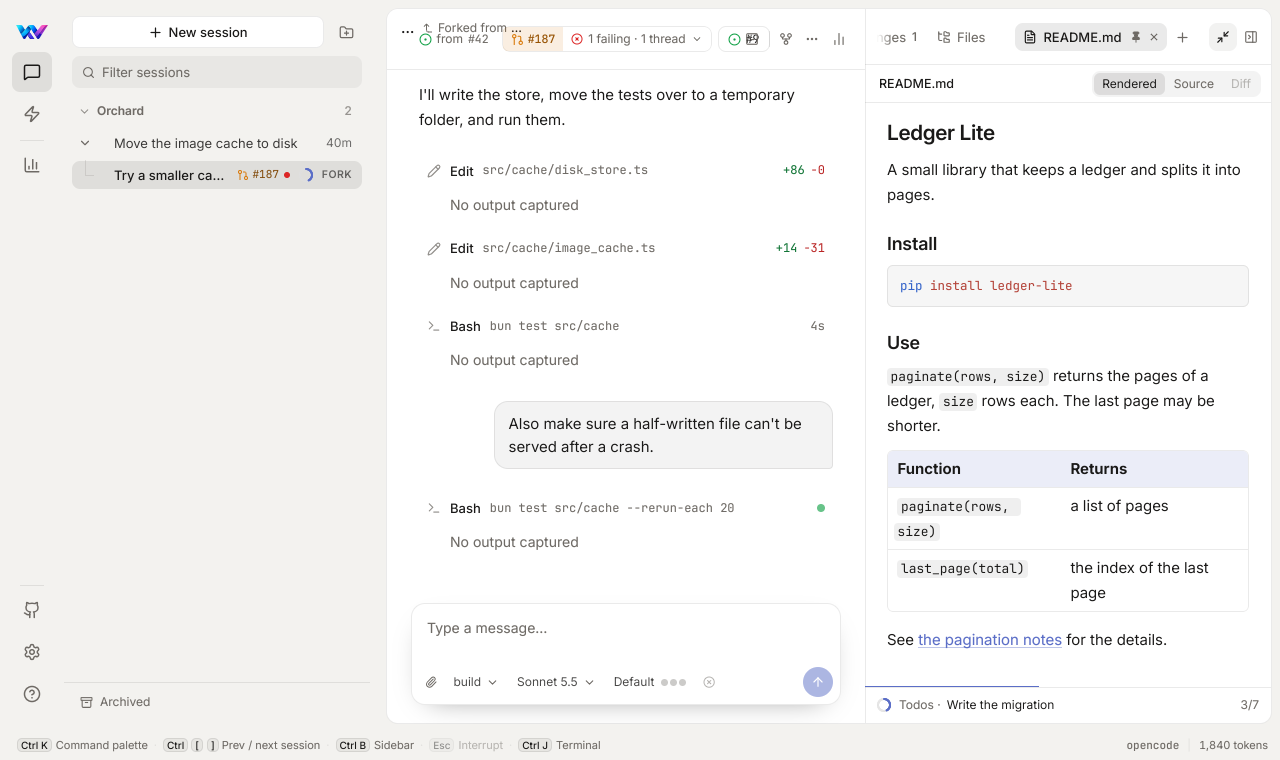 New session
Filter sessions
Orchard 2
Move the image cache to disk 40m
Try a smaller ca... #187 FORK
Archived
Forked from ...
from #42 #187 1 failing · 1 thread
I'll write the store, move the tests over to a temporary
folder, and run them.
Edit src/cache/disk_store.ts +86 -0
No output captured
Edit src/cache/image_cache.ts +14 -31
No output captured
Bash bun test src/cache 4s
No output captured
Also make sure a half-written file can't be
served after a crash.
Bash bun test src/cache --rerun-each 20
No output captured
Type a message...
build Sonnet 5.5 Default
nges 1 Files README.md
README.md Rendered Source Diff
Ledger Lite
A small library that keeps a ledger and splits it into
pages.
Install
pip install ledger-lite
Use
paginate(rows, size) returns the pages of a
ledger, size rows each. The last page may be
shorter.
Function Returns
paginate(rows, a list of pages
size)
last_page(total) the index of the last
page
See the pagination notes for the details.
Todos · Write the migration 3/7
Ctrl K Command palette Ctrl [ ] Prev / next session Ctrl B Sidebar Esc Interrupt Ctrl J Terminal opencode 1,840 tokens